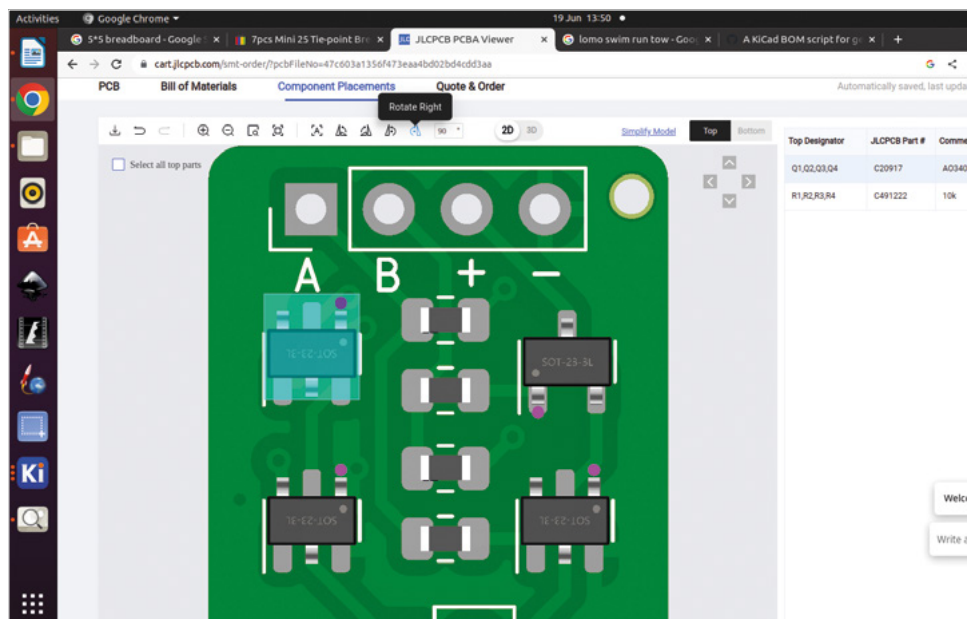 Activities Google Chrome 19 Jun 13:50
5*5 breadboard - Google S 7pcs Mini 25 Tie-point Bre JLCPCB PCBA Viewer lomo swim run tow - Goo A KiCad BOM script for ge
cart.jlcpcb.com/smt-order/?pcbFileNo=47c603a1356f473eaa4bd02bd4cdd3aa
PCB Bill of Materials Component Placements Quote & Order Automatically saved, last upda
Rotate Right
90 ° 2D 3D Simplify Model Top Bottom
Top Designator JLCPCB Part # Comme
Select all top parts
Q1,Q2,Q3,Q4 C20917 AO340
R1,R2,R3,R4 C491222 10k
A B + −
SOT-23-3L SOT-23-3L
SOT-23-3L SOT-23-3L
Ki
Welco
Write a